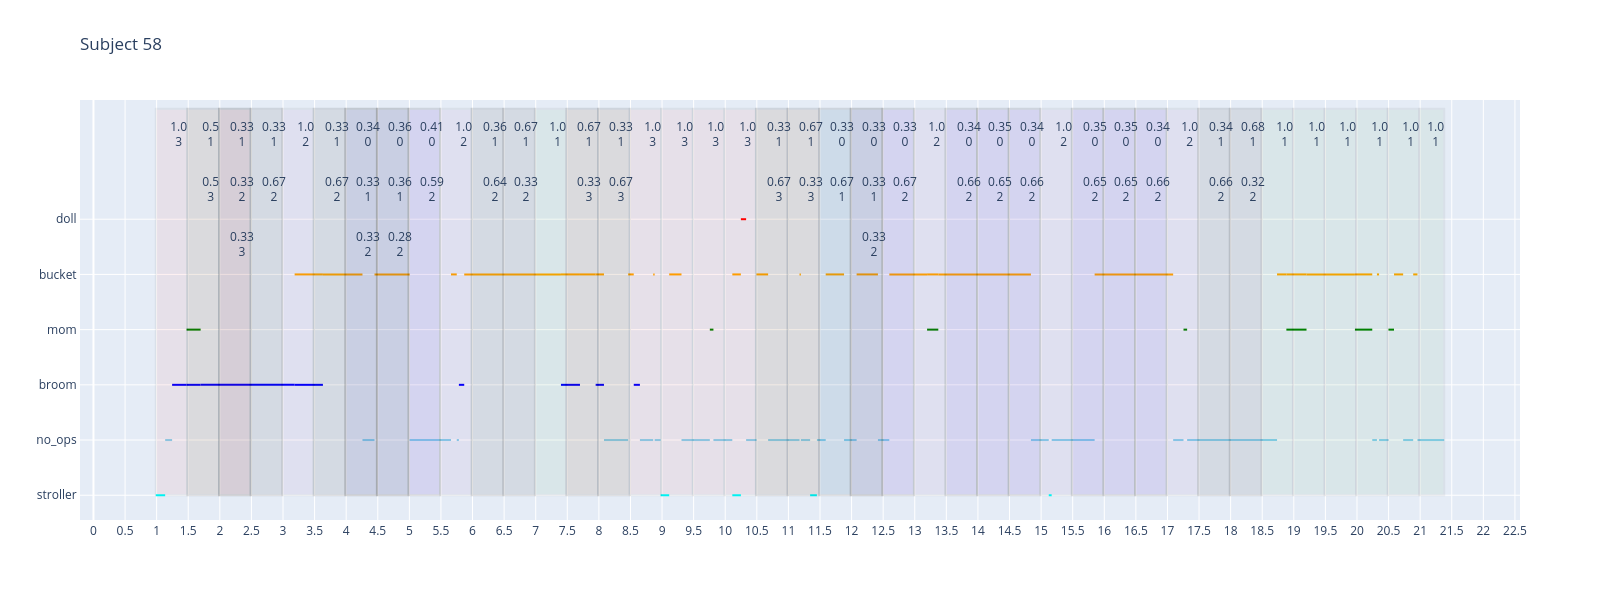 Subject 58
1.0 0.5 0.33 0.33 1.0 0.33 0.34 0.36 0.41 1.0 0.36 0.67 1.0 0.67 0.33 1.0 1.0 1.0 1.0 0.33 0.67 0.33 0.33 0.33 1.0 0.34 0.35 0.34 1.0 0.35 0.35 0.34 1.0 0.34 0.68 1.0 1.0 1.0 1.0 1.0 1.0
3 1 1 1 2 1 0 0 0 2 1 1 1 1 1 3 3 3 3 1 1 0 0 0 2 0 0 0 2 0 0 0 2 1 1 1 1 1 1 1 1
0.5 0.33 0.67 0.67 0.33 0.36 0.59 0.64 0.33 0.33 0.67 0.67 0.33 0.67 0.33 0.67 0.66 0.65 0.66 0.65 0.65 0.66 0.66 0.32
3 2 2 2 1 1 2 2 2 3 3 3 3 1 1 2 2 2 2 2 2 2 2 2
doll
0.33 0.33 0.28 0.33
3 2 2 2
bucket
mom
broom
no_ops
stroller
0 0.5 1 1.5 2 2.5 3 3.5 4 4.5 5 5.5 6 6.5 7 7.5 8 8.5 9 9.5 10 10.5 11 11.5 12 12.5 13 13.5 14 14.5 15 15.5 16 16.5 17 17.5 18 18.5 19 19.5 20 20.5 21 21.5 22 22.5